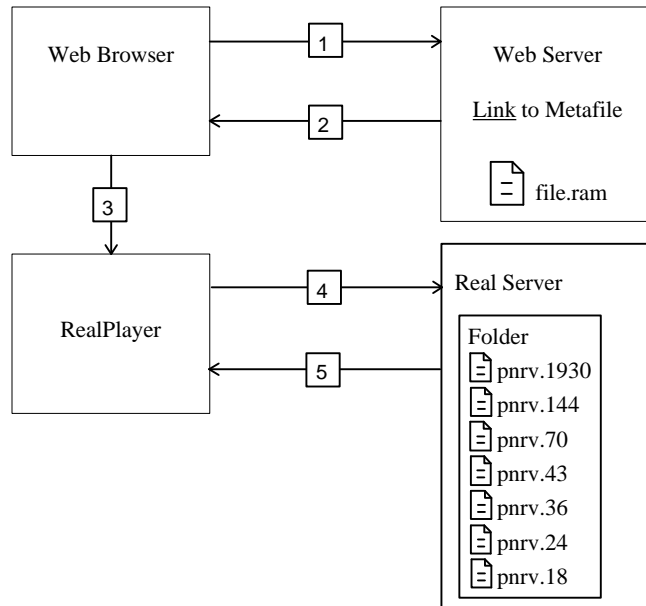 Web Browser
1
Web Server
2
Link to Metafile
3
file.ram
RealPlayer
4
Real Server
5
Folder
pnrv.1930
pnrv.144
pnrv.70
pnrv.43
pnrv.36
pnrv.24
pnrv.18